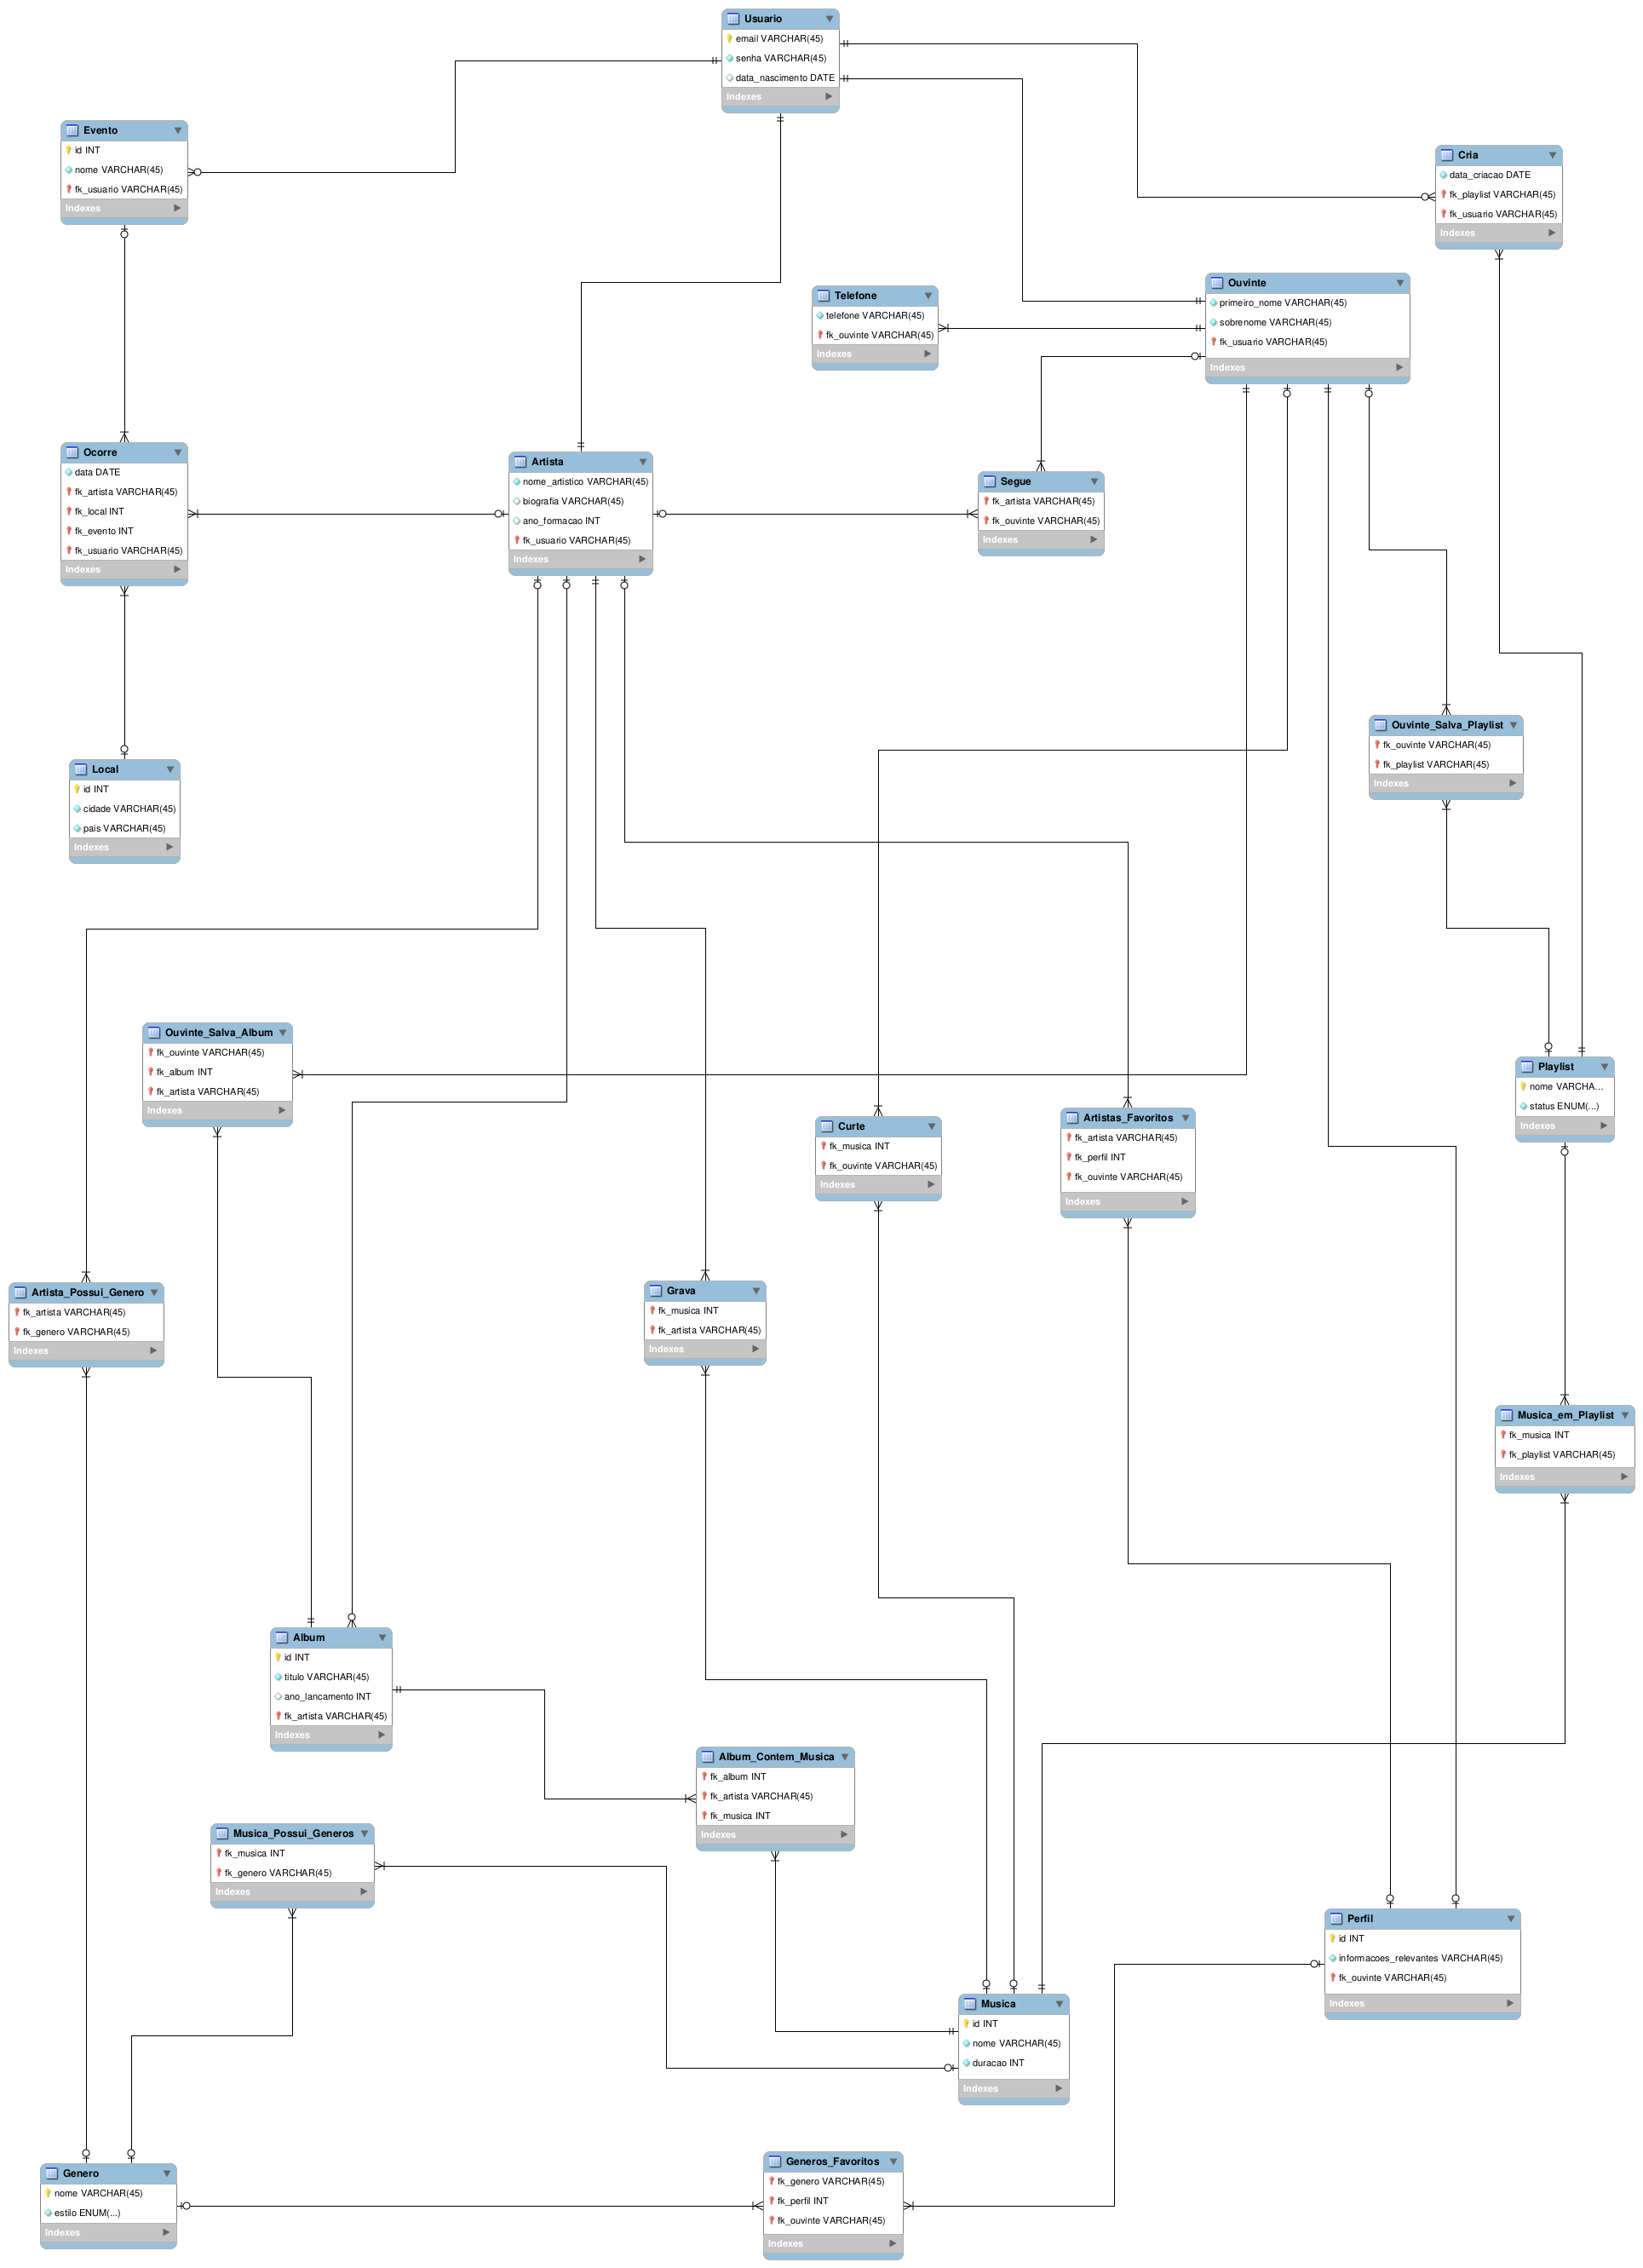 Usuario
email VARCHAR(45)
senha VARCHAR(45)
data_nascimento DATE
Indexes
Evento
id INT
nome VARCHAR(45)
fk_usuario VARCHAR(45)
Indexes
Cria
data_criacao DATE
fk_playlist VARCHAR(45)
fk_usuario VARCHAR(45)
Indexes
Ouvinte
primeiro_nome VARCHAR(45)
sobrenome VARCHAR(45)
fk_usuario VARCHAR(45)
Indexes
Telefone
telefone VARCHAR(45)
fk_ouvinte VARCHAR(45)
Indexes
Ocorre
data DATE
fk_artista VARCHAR(45)
fk_local INT
fk_evento INT
fk_usuario VARCHAR(45)
Indexes
Artista
nome_artistico VARCHAR(45)
biografia VARCHAR(45)
ano_formacao INT
fk_usuario VARCHAR(45)
Indexes
Segue
fk_artista VARCHAR(45)
fk_ouvinte VARCHAR(45)
Indexes
Ouvinte_Salva_Playlist
fk_ouvinte VARCHAR(45)
fk_playlist VARCHAR(45)
Indexes
Local
id INT
cidade VARCHAR(45)
pais VARCHAR(45)
Indexes
Ouvinte_Salva_Album
fk_ouvinte VARCHAR(45)
fk_album INT
fk_artista VARCHAR(45)
Indexes
Playlist
nome VARCHA...
status ENUM(...)
Indexes
Curte
fk_musica INT
fk_ouvinte VARCHAR(45)
Indexes
Artistas_Favoritos
fk_artista VARCHAR(45)
fk_perfil INT
fk_ouvinte VARCHAR(45)
Indexes
Artista_Possui_Genero
fk_artista VARCHAR(45)
fk_genero VARCHAR(45)
Indexes
Grava
fk_musica INT
fk_artista VARCHAR(45)
Indexes
Musica_em_Playlist
fk_musica INT
fk_playlist VARCHAR(45)
Indexes
Album
id INT
titulo VARCHAR(45)
ano_lancamento INT
fk_artista VARCHAR(45)
Indexes
Album_Contem_Musica
fk_album INT
fk_artista VARCHAR(45)
fk_musica INT
Indexes
Musica_Possui_Generos
fk_musica INT
fk_genero VARCHAR(45)
Indexes
Perfil
id INT
informacoes_relevantes VARCHAR(45)
fk_ouvinte VARCHAR(45)
Indexes
Musica
id INT
nome VARCHAR(45)
duracao INT
Indexes
Genero
nome VARCHAR(45)
estilo ENUM(...)
Indexes
Generos_Favoritos
fk_genero VARCHAR(45)
fk_perfil INT
fk_ouvinte VARCHAR(45)
Indexes